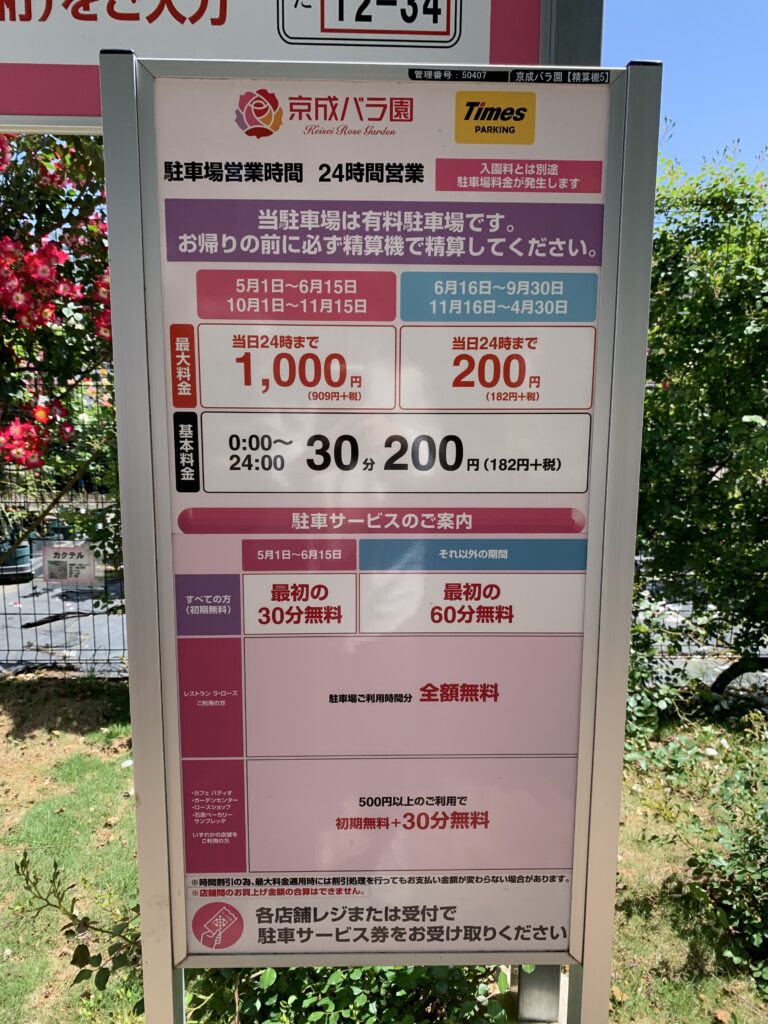 をご入力
た 12-34
管理番号:50407 京成バラ園【精算機5】
京成バラ園
Keisei Rose Garden
Times
PARKING
駐車場営業時間 24時間営業
入園料とは別途
駐車場料金が発生します
当駐車場は有料駐車場です。
お帰りの前に必ず精算機で精算してください。
5月1日~6月15日
10月1日~11月15日
6月16日~9月30日
11月16日~4月30日
最大料金
当日24時まで
1,000円
(909円+税)
当日24時まで
200円
(182円+税)
基本料金
0:00~
24:00
30分 200円(182円+税)
駐車サービスのご案内
5月1日~6月15日
それ以外の期間
すべての方
(初期無料)
最初の
30分無料
最初の
60分無料
レストラン ラ・ローズ
ご利用の方
駐車場ご利用時間分 全額無料
・カフェ パティオ
・ガーデンセンター
・ローズショップ
・石窯ベーカリー
サンブレッタ
いずれかの店舗を
ご利用の方
500円以上のご利用で
初期無料+30分無料
※時間割引の為、最大料金適用時には割引処理を行ってもお支払い金額が変わらない場合があります。
※店舗間のお買上げ金額の合算はできません。
各店舗レジまたは受付で
駐車サービス券をお受け取りください
カクテル